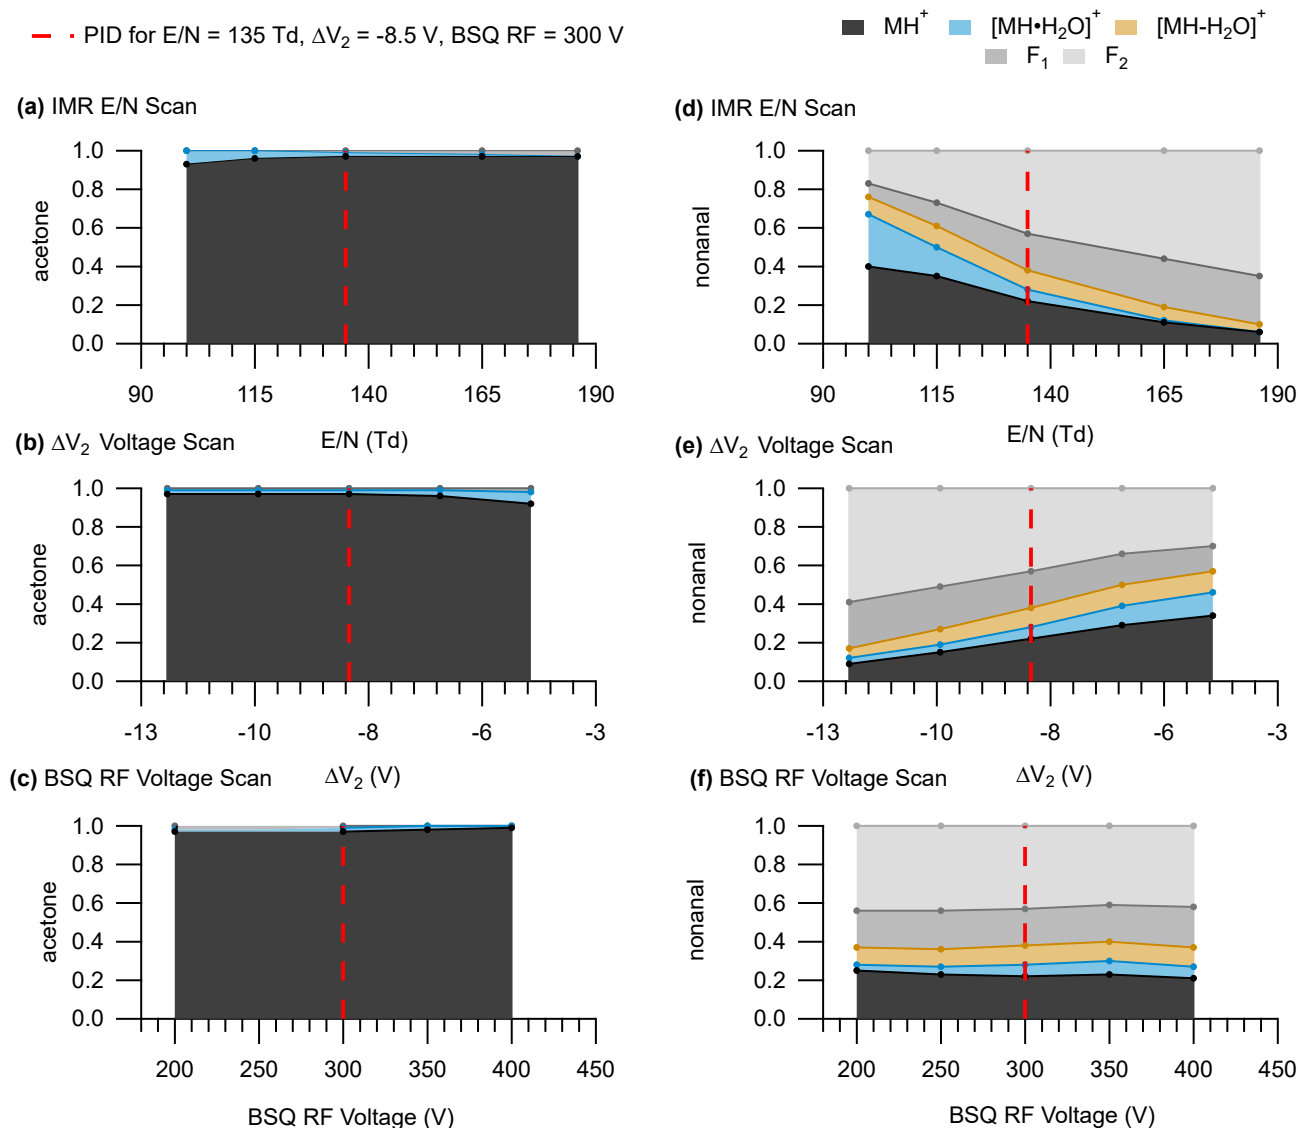 PID for E/N = 135 Td, ΔV2 = -8.5 V, BSQ RF = 300 V
MH+ [MH•H2O]+ [MH-H2O]+
F1 F2
(a) IMR E/N Scan
acetone
1.0
0.8
0.6
0.4
0.2
0.0
90 115 140 165 190
E/N (Td)
(b) ΔV2 Voltage Scan
acetone
1.0
0.8
0.6
0.4
0.2
0.0
-13 -10 -8 -6 -3
ΔV2 (V)
(c) BSQ RF Voltage Scan
acetone
1.0
0.8
0.6
0.4
0.2
0.0
200 250 300 350 400 450
BSQ RF Voltage (V)
(d) IMR E/N Scan
nonanal
1.0
0.8
0.6
0.4
0.2
0.0
90 115 140 165 190
E/N (Td)
(e) ΔV2 Voltage Scan
nonanal
1.0
0.8
0.6
0.4
0.2
0.0
-13 -10 -8 -6 -3
ΔV2 (V)
(f) BSQ RF Voltage Scan
nonanal
1.0
0.8
0.6
0.4
0.2
0.0
200 250 300 350 400 450
BSQ RF Voltage (V)